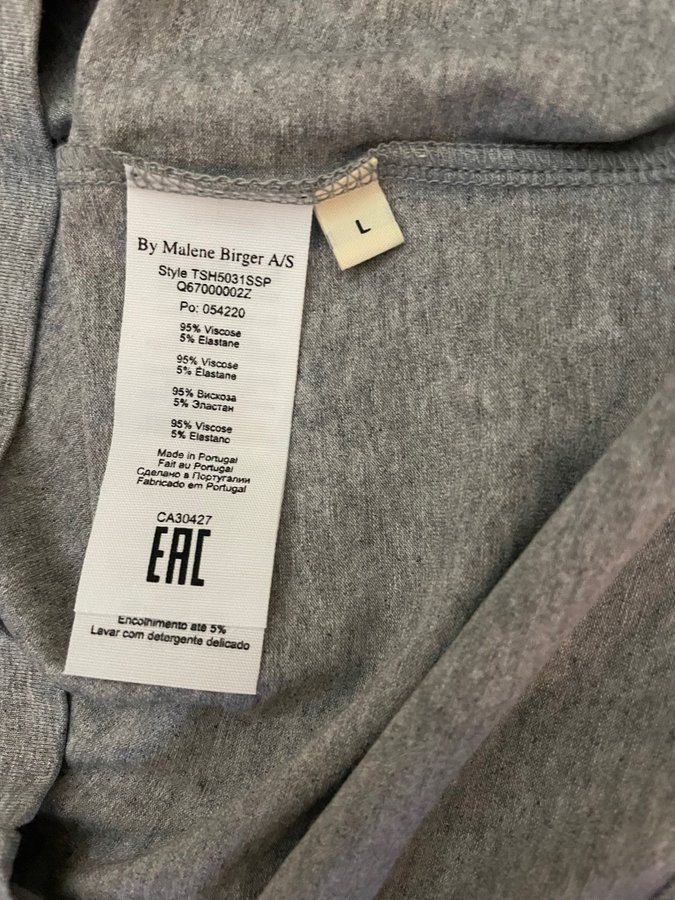 By Malene Birger A/S
Style TSH5031SSP
Q67000002Z
Po: 054220
95% Viscose
5% Elastane
95% Viscose
5% Élastane
95% Вискоза
5% Эластан
95% Viscose
5% Elastano
Made in Portugal
Fait au Portugal
Сделано в Португалии
Fabricado em Portugal
CA30427
EAC
Encolhimento até 5%
Lavar com detergente delicado
L